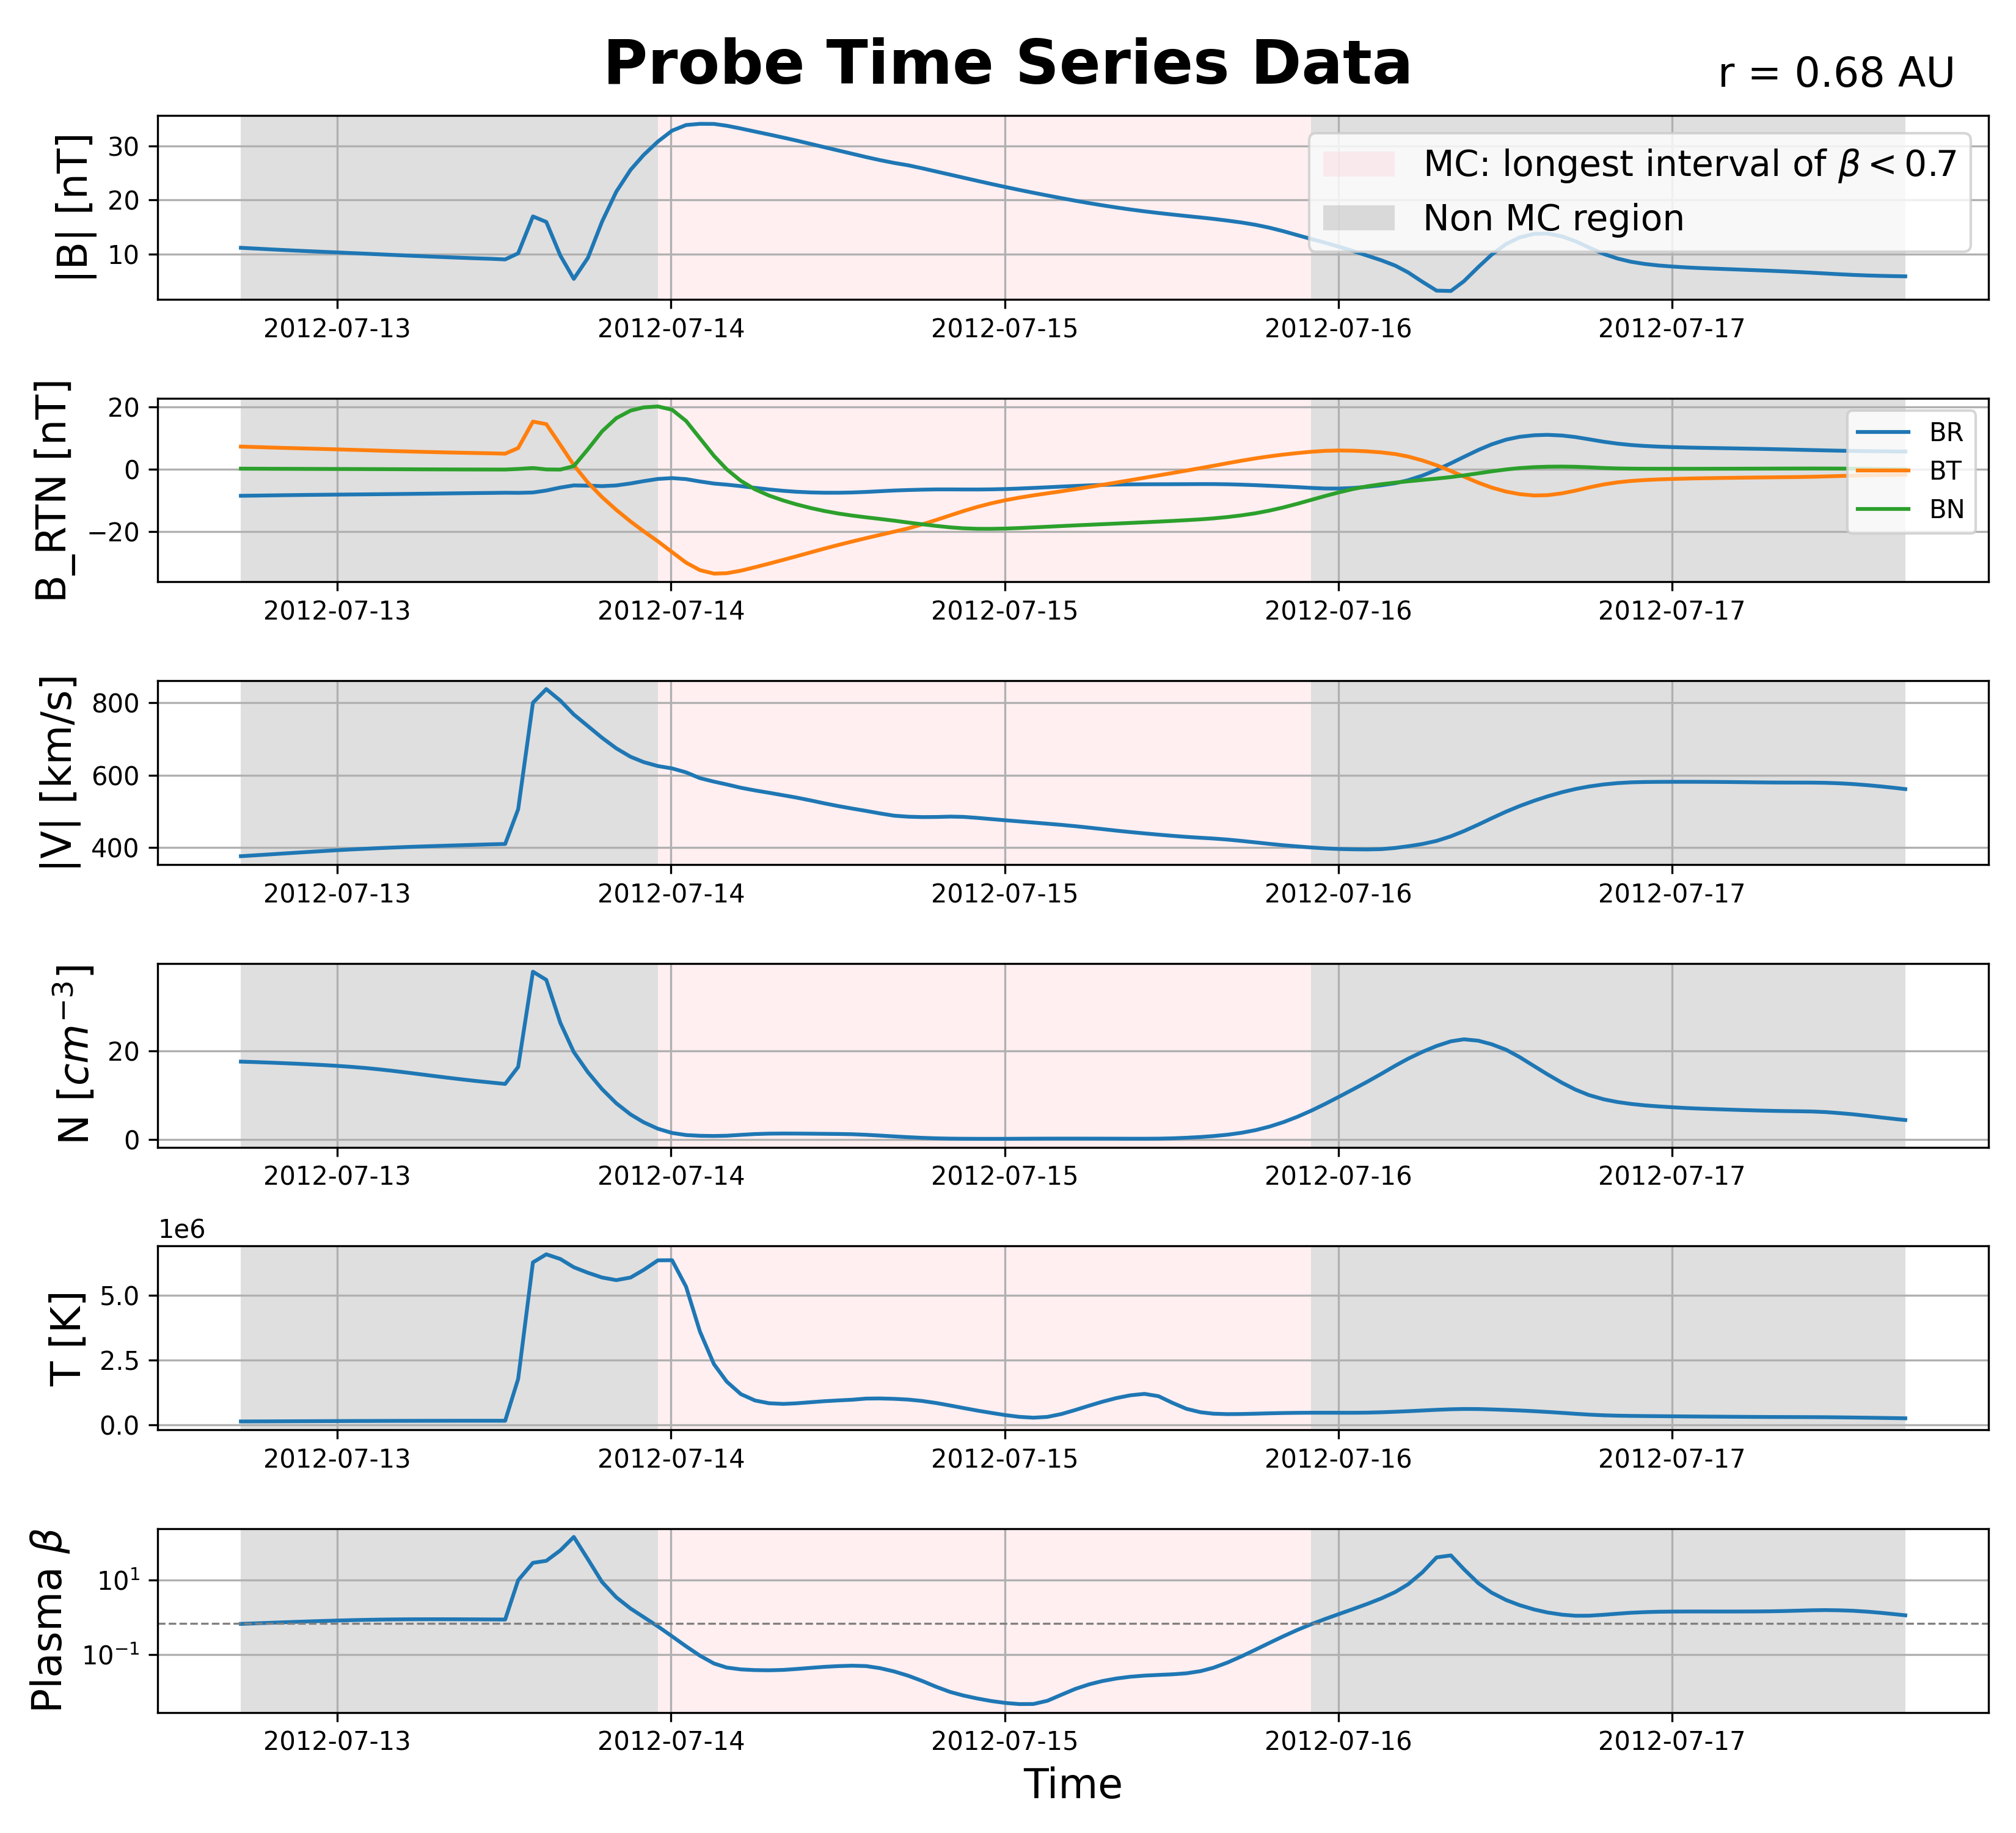 Probe Time Series Data
r = 0.68 AU
|B| [nT]
30
20
10
MC: longest interval of β < 0.7
Non MC region
2012-07-13 2012-07-14 2012-07-15 2012-07-16 2012-07-17
B_RTN [nT]
20
0
−20
BR
BT
BN
2012-07-13 2012-07-14 2012-07-15 2012-07-16 2012-07-17
|V| [km/s]
800
600
400
2012-07-13 2012-07-14 2012-07-15 2012-07-16 2012-07-17
N [cm⁻³]
20
0
2012-07-13 2012-07-14 2012-07-15 2012-07-16 2012-07-17
1e6
T [K]
5.0
2.5
0.0
2012-07-13 2012-07-14 2012-07-15 2012-07-16 2012-07-17
Plasma β
10¹
10⁻¹
2012-07-13 2012-07-14 2012-07-15 2012-07-16 2012-07-17
Time